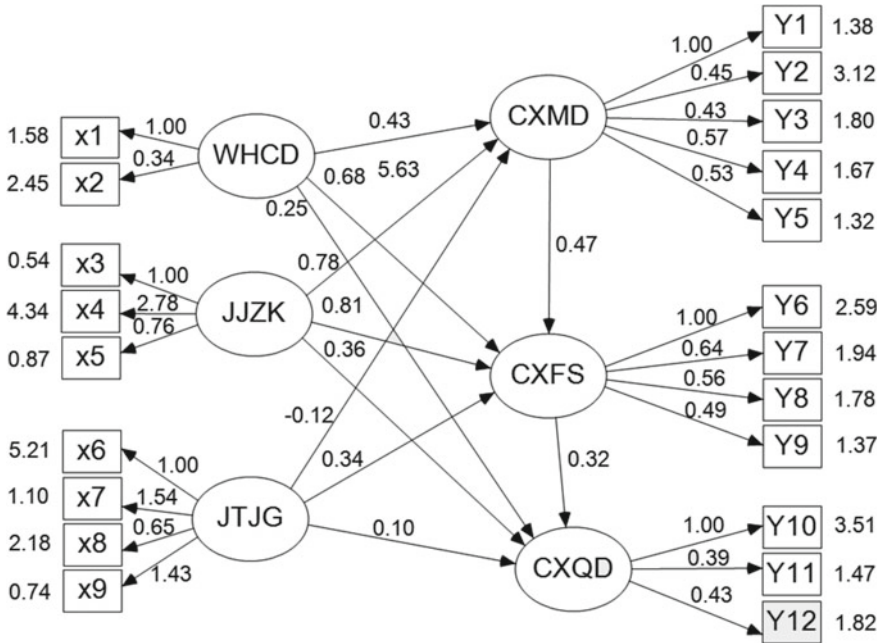 Y1 1.38
1.00
Y2 3.12
0.45
CXMD
0.43
Y3 1.80
0.43
x1
1.58
1.00
0.57
Y4 1.67
WHCD
0.34
0.68 5.63
0.53
x2
2.45
0.25
Y5 1.32
0.47
0.54 x3
1.00
0.78
4.34 x4 2.78
JJZK
0.81
1.00
Y6 2.59
0.76
0.87 x5
0.36
CXFS
0.64
Y7 1.94
0.56
Y8 1.78
-0.12
0.49
Y9 1.37
5.21 x6
1.00
0.34
0.32
1.10 x7 1.54
JTJG
0.65
2.18 x8
0.10
1.00
Y10 3.51
1.43
0.74 x9
CXQD
0.39
Y11 1.47
0.43
Y12 1.82